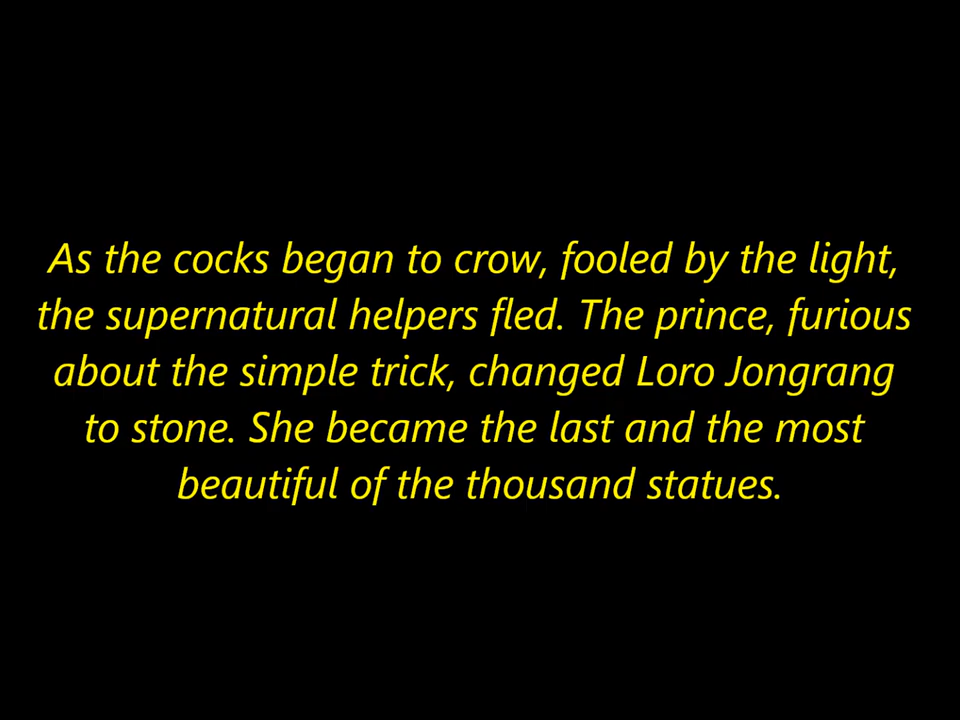 As the cocks began to crow, fooled by the light,
the supernatural helpers fled. The prince, furious
about the simple trick, changed Loro Jongrang
to stone. She became the last and the most
beautiful of the thousand statues.